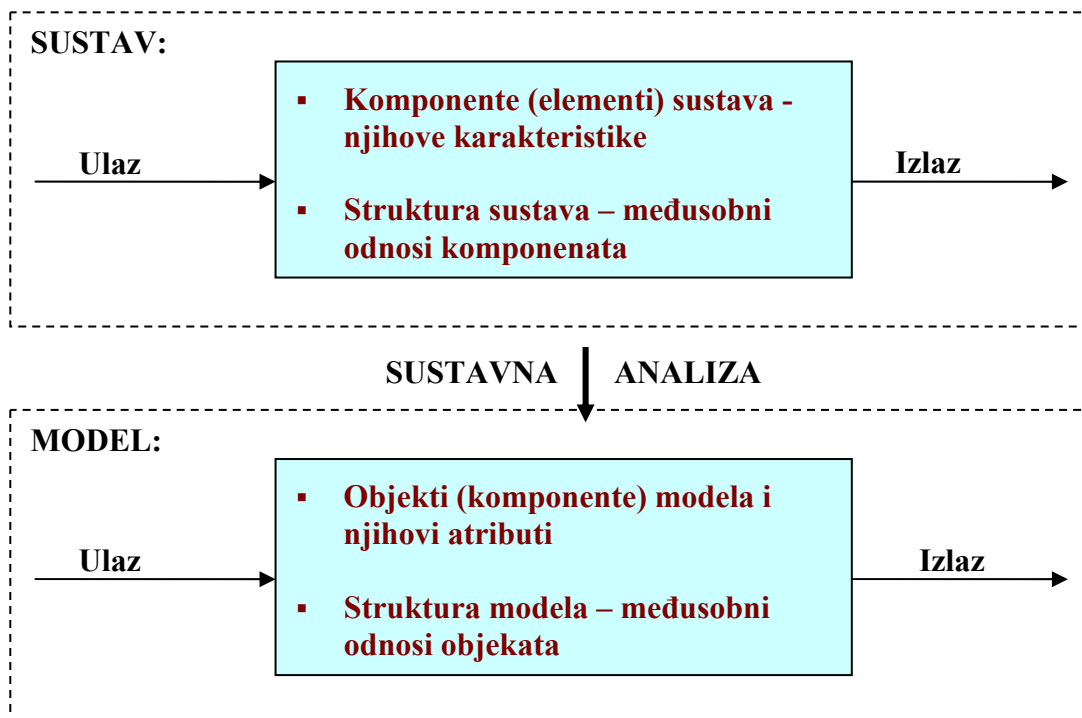 SUSTAV:
▪ Komponente (elementi) sustava -
njihove karakteristike
Ulaz
Izlaz
▪ Struktura sustava – međusobni
odnosi komponenata
SUSTAVNA ANALIZA
MODEL:
▪ Objekti (komponente) modela i
njihovi atributi
Ulaz
Izlaz
▪ Struktura modela – međusobni
odnosi objekata